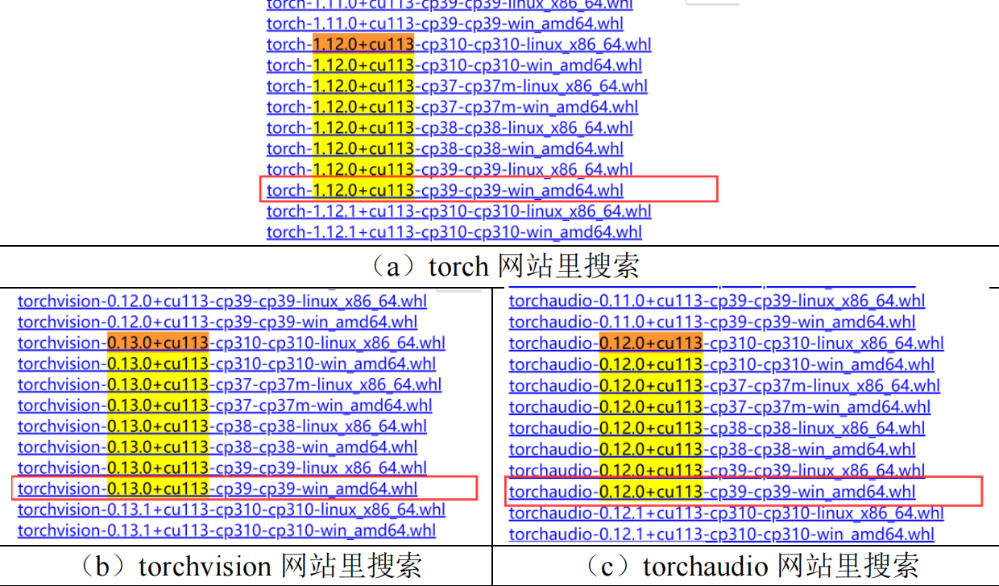 torch-1.11.0+cu113-cp39-cp39-linux_x86_64.whl
torch-1.11.0+cu113-cp39-cp39-win_amd64.whl
torch-1.12.0+cu113-cp310-cp310-linux_x86_64.whl
torch-1.12.0+cu113-cp310-cp310-win_amd64.whl
torch-1.12.0+cu113-cp37-cp37m-linux_x86_64.whl
torch-1.12.0+cu113-cp37-cp37m-win_amd64.whl
torch-1.12.0+cu113-cp38-cp38-linux_x86_64.whl
torch-1.12.0+cu113-cp38-cp38-win_amd64.whl
torch-1.12.0+cu113-cp39-cp39-linux_x86_64.whl
torch-1.12.0+cu113-cp39-cp39-win_amd64.whl
torch-1.12.1+cu113-cp310-cp310-linux_x86_64.whl
torch-1.12.1+cu113-cp310-cp310-win_amd64.whl
（a）torch 网站里搜索
torchvision-0.12.0+cu113-cp39-cp39-linux_x86_64.whl
torchvision-0.12.0+cu113-cp39-cp39-win_amd64.whl
torchvision-0.13.0+cu113-cp310-cp310-linux_x86_64.whl
torchvision-0.13.0+cu113-cp310-cp310-win_amd64.whl
torchvision-0.13.0+cu113-cp37-cp37m-linux_x86_64.whl
torchvision-0.13.0+cu113-cp37-cp37m-win_amd64.whl
torchvision-0.13.0+cu113-cp38-cp38-linux_x86_64.whl
torchvision-0.13.0+cu113-cp38-cp38-win_amd64.whl
torchvision-0.13.0+cu113-cp39-cp39-linux_x86_64.whl
torchvision-0.13.0+cu113-cp39-cp39-win_amd64.whl
torchvision-0.13.1+cu113-cp310-cp310-linux_x86_64.whl
torchvision-0.13.1+cu113-cp310-cp310-win_amd64.whl
（b）torchvision 网站里搜索
torchaudio-0.11.0+cu113-cp39-cp39-linux_x86_64.whl
torchaudio-0.11.0+cu113-cp39-cp39-win_amd64.whl
torchaudio-0.12.0+cu113-cp310-cp310-linux_x86_64.whl
torchaudio-0.12.0+cu113-cp310-cp310-win_amd64.whl
torchaudio-0.12.0+cu113-cp37-cp37m-linux_x86_64.whl
torchaudio-0.12.0+cu113-cp37-cp37m-win_amd64.whl
torchaudio-0.12.0+cu113-cp38-cp38-linux_x86_64.whl
torchaudio-0.12.0+cu113-cp38-cp38-win_amd64.whl
torchaudio-0.12.0+cu113-cp39-cp39-linux_x86_64.whl
torchaudio-0.12.0+cu113-cp39-cp39-win_amd64.whl
torchaudio-0.12.1+cu113-cp310-cp310-linux_x86_64.whl
torchaudio-0.12.1+cu113-cp310-cp310-win_amd64.whl
（c）torchaudio 网站里搜索